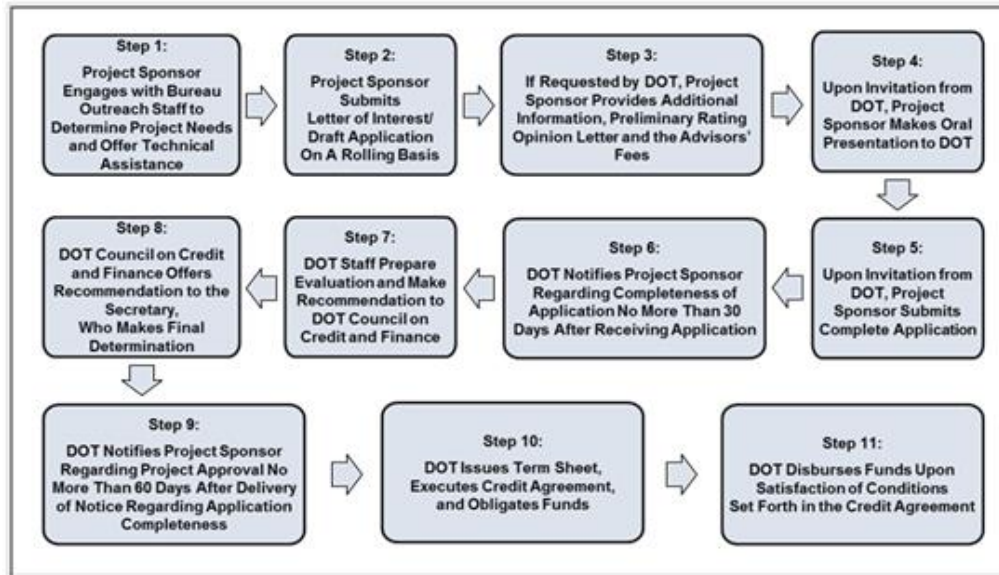 Step 1:
Project Sponsor
Engages with Bureau
Outreach Staff to
Determine Project Needs
and Offer Technical
Assistance
Step 2:
Project Sponsor
Submits
Letter of Interest/
Draft Application
On A Rolling Basis
Step 3:
If Requested by DOT, Project
Sponsor Provides Additional
Information, Preliminary Rating
Opinion Letter and the Advisors'
Fees
Step 4:
Upon Invitation from
DOT, Project
Sponsor Makes Oral
Presentation to DOT
Step 5:
Upon Invitation from
DOT, Project
Sponsor Submits
Complete Application
Step 6:
DOT Notifies Project Sponsor
Regarding Completeness of
Application No More Than 30
Days After Receiving Application
Step 7:
DOT Staff Prepare
Evaluation and Make
Recommendation to
DOT Council on
Credit and Finance
Step 8:
DOT Council on Credit
and Finance Offers
Recommendation to the
Secretary,
Who Makes Final
Determination
Step 9:
DOT Notifies Project Sponsor
Regarding Project Approval No
More Than 60 Days After Delivery
of Notice Regarding Application
Completeness
Step 10:
DOT Issues Term Sheet,
Executes Credit Agreement,
and Obligates Funds
Step 11:
DOT Disburses Funds Upon
Satisfaction of Conditions
Set Forth in the Credit Agreement